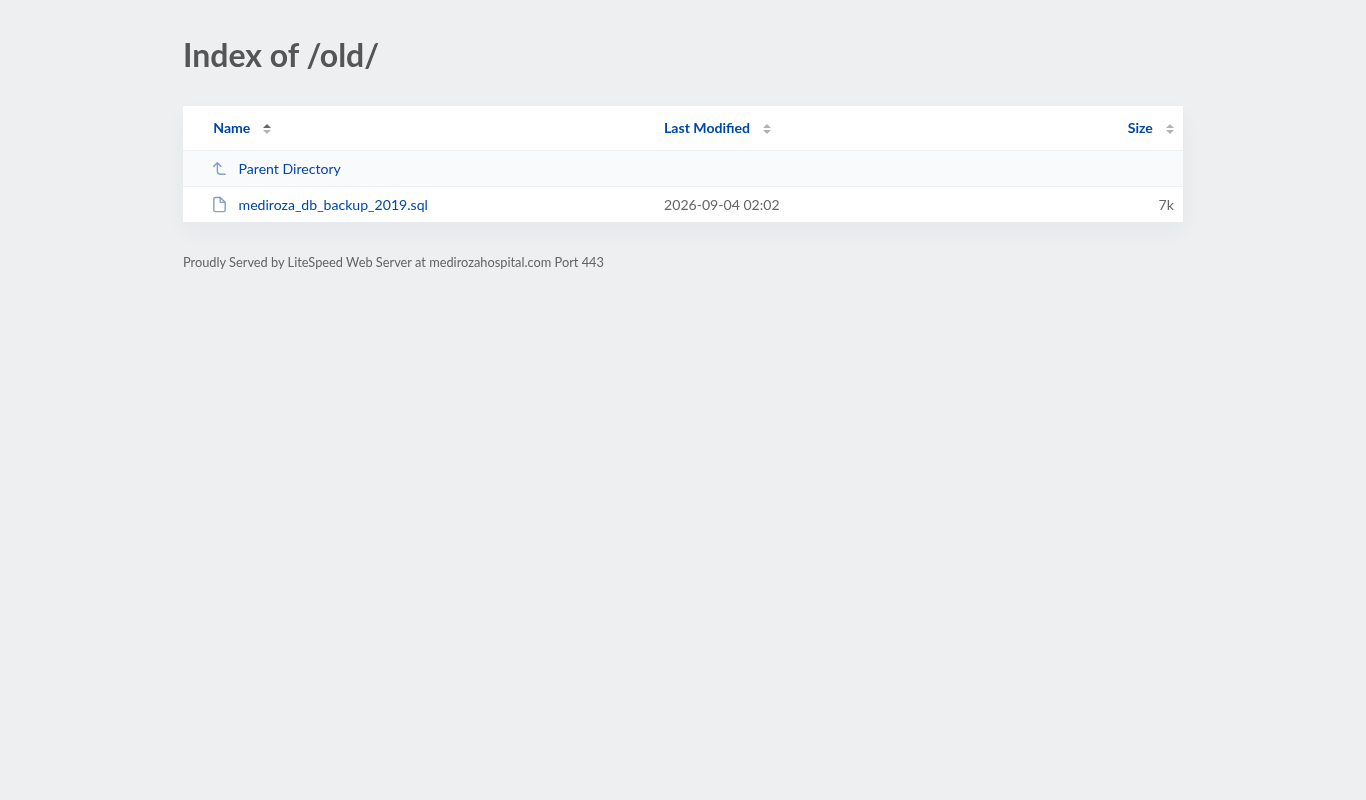 Index of /old/
Name Last Modified Size
Parent Directory
mediroza_db_backup_2019.sql 2026-09-04 02:02 7k
Proudly Served by LiteSpeed Web Server at medirozahospital.com Port 443